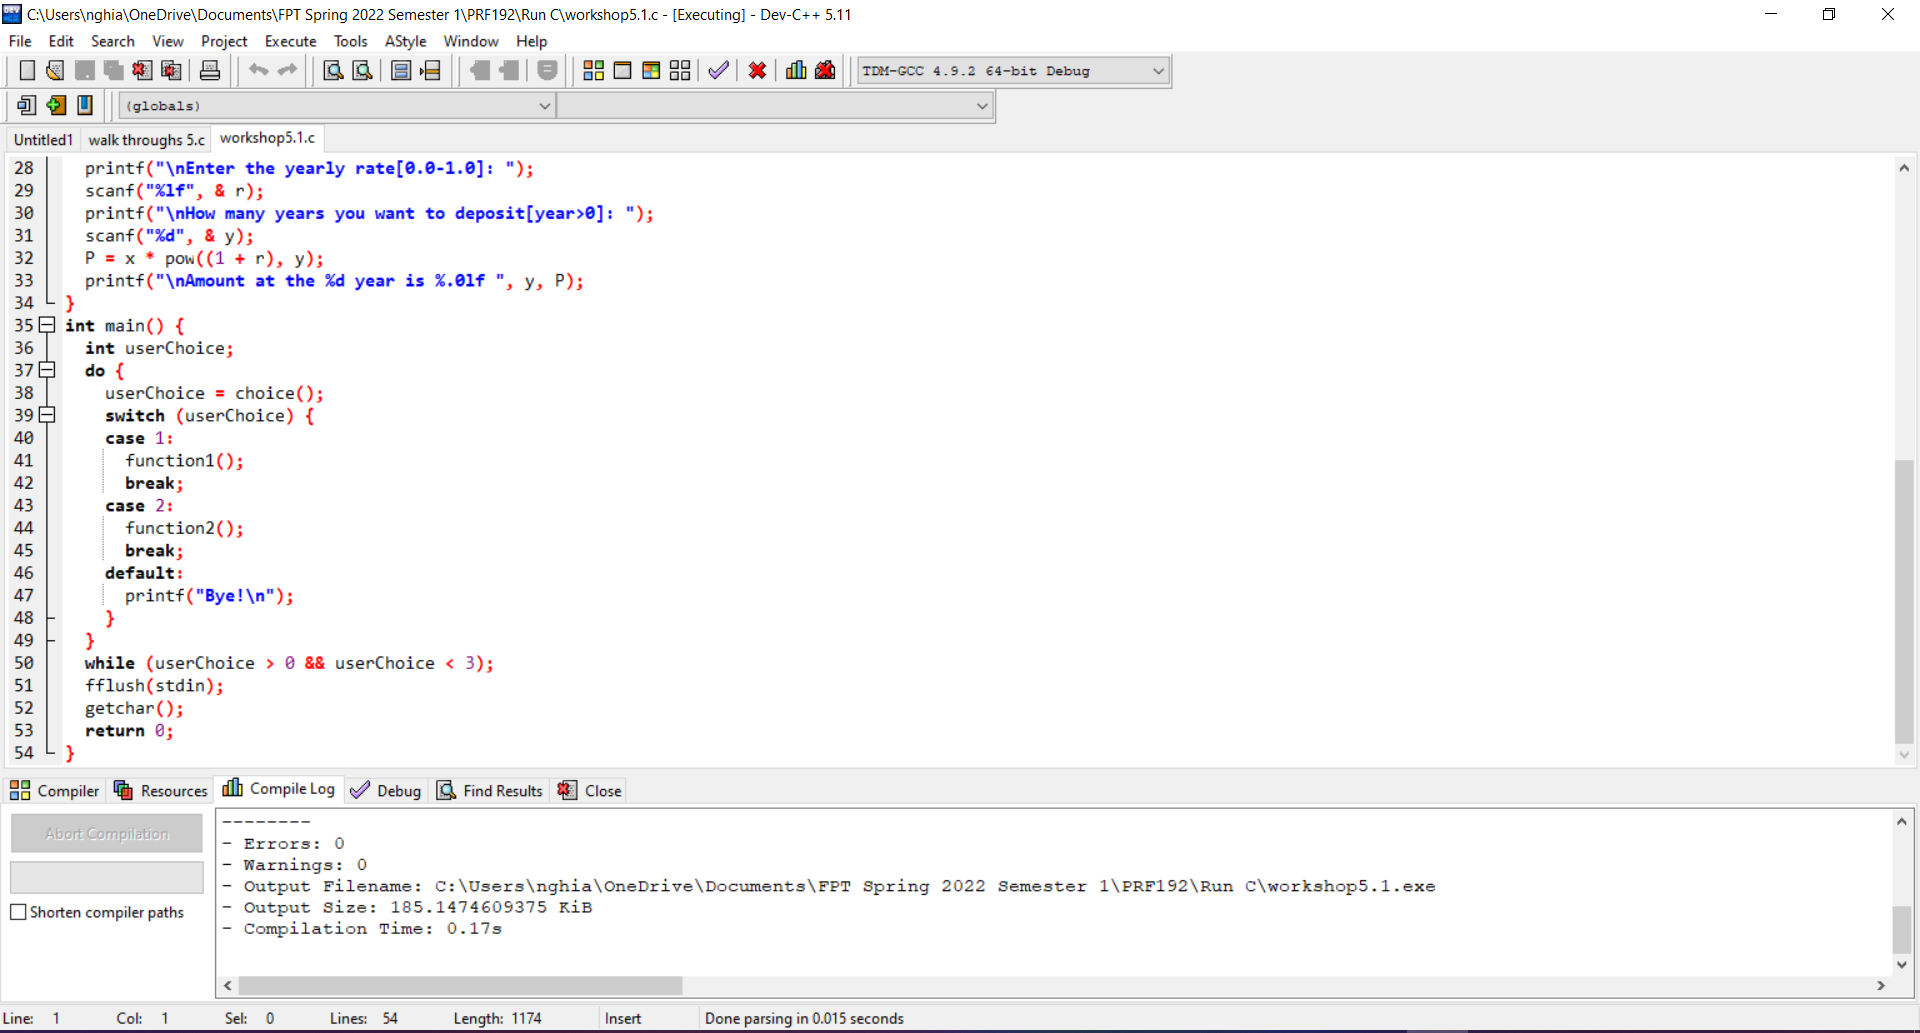 C:\Users\nghia\OneDrive\Documents\FPT Spring 2022 Semester 1\PRF192\Run C\workshop5.1.c - [Executing] - Dev-C++ 5.11
File Edit Search View Project Execute Tools AStyle Window Help
TDM-GCC 4.9.2 64-bit Debug
(globals)
Untitled1 walk throughs 5.c workshop5.1.c
28 printf("\nEnter the yearly rate[0.0-1.0]: ");
29 scanf("%lf", & r);
30 printf("\nHow many years you want to deposit[year>0]: ");
31 scanf("%d", & y);
32 P = x * pow((1 + r), y);
33 printf("\nAmount at the %d year is %.0lf ", y, P);
34 }
35 int main() {
36 int userChoice;
37 do {
38 userChoice = choice();
39 switch (userChoice) {
40 case 1:
41 function1();
42 break;
43 case 2:
44 function2();
45 break;
46 default:
47 printf("Bye!\n");
48 }
49 }
50 while (userChoice > 0 && userChoice < 3);
51 fflush(stdin);
52 getchar();
53 return 0;
54 }
Compiler Resources Compile Log Debug Find Results Close
Abort Compilation
Shorten compiler paths
--------
- Errors: 0
- Warnings: 0
- Output Filename: C:\Users\nghia\OneDrive\Documents\FPT Spring 2022 Semester 1\PRF192\Run C\workshop5.1.exe
- Output Size: 185.1474609375 KiB
- Compilation Time: 0.17s
Line: 1 Col: 1 Sel: 0 Lines: 54 Length: 1174 Insert Done parsing in 0.015 seconds